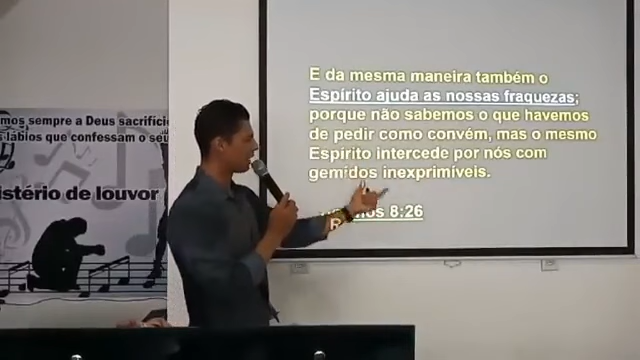 E da mesma maneira também o
Espírito ajuda as nossas fraquezas;
porque não sabemos o que havemos
de pedir como convém, mas o mesmo
Espírito intercede por nós com
gemidos inexprimíveis.
8:26
mos sempre a Deus sacrifíci
lábios que confessam o seu
istério de louvor